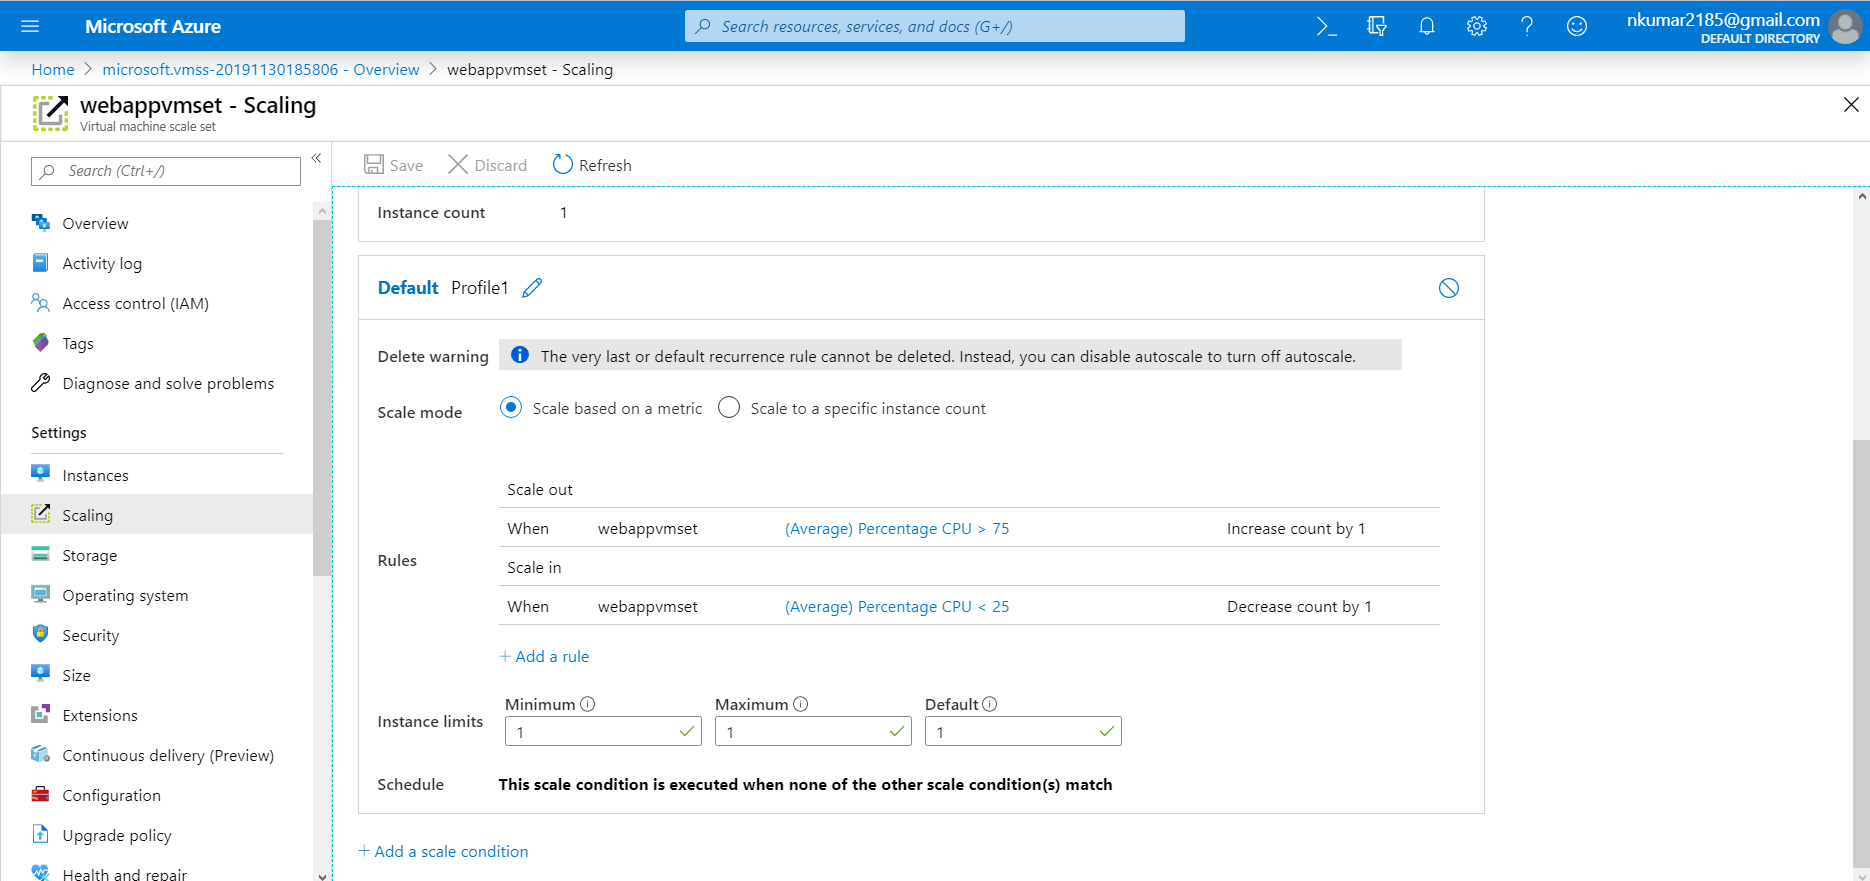 Microsoft Azure
Search resources, services, and docs (G+/)
nkumar2185@gmail.com
DEFAULT DIRECTORY
Home > microsoft.vmss-20191130185806 - Overview > webappvmset - Scaling
webappvmset - Scaling
Virtual machine scale set
Search (Ctrl+/)
«
Overview
Activity log
Access control (IAM)
Tags
Diagnose and solve problems
Settings
Instances
Scaling
Storage
Operating system
Security
Size
Extensions
Continuous delivery (Preview)
Configuration
Upgrade policy
Health and repair
Save Discard Refresh
Instance count 1
Default Profile1
Delete warning The very last or default recurrence rule cannot be deleted. Instead, you can disable autoscale to turn off autoscale.
Scale mode Scale based on a metric Scale to a specific instance count
Rules
Scale out
When webappvmset (Average) Percentage CPU > 75 Increase count by 1
Scale in
When webappvmset (Average) Percentage CPU < 25 Decrease count by 1
+ Add a rule
Instance limits
Minimum Maximum Default
1 1 1
Schedule This scale condition is executed when none of the other scale condition(s) match
+ Add a scale condition